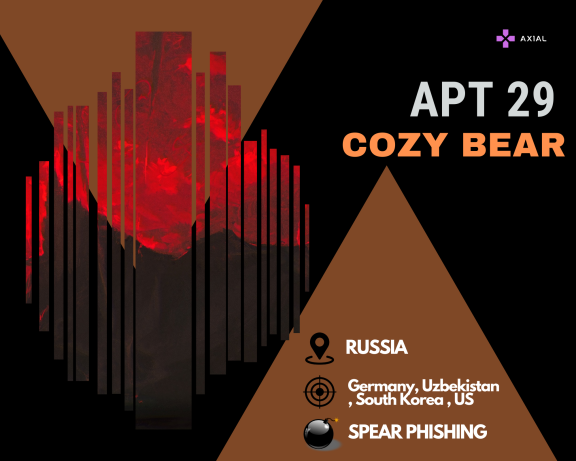 AXIAL
APT 29
COZY BEAR
RUSSIA
Germany, Uzbekistan
, South Korea , US
SPEAR PHISHING